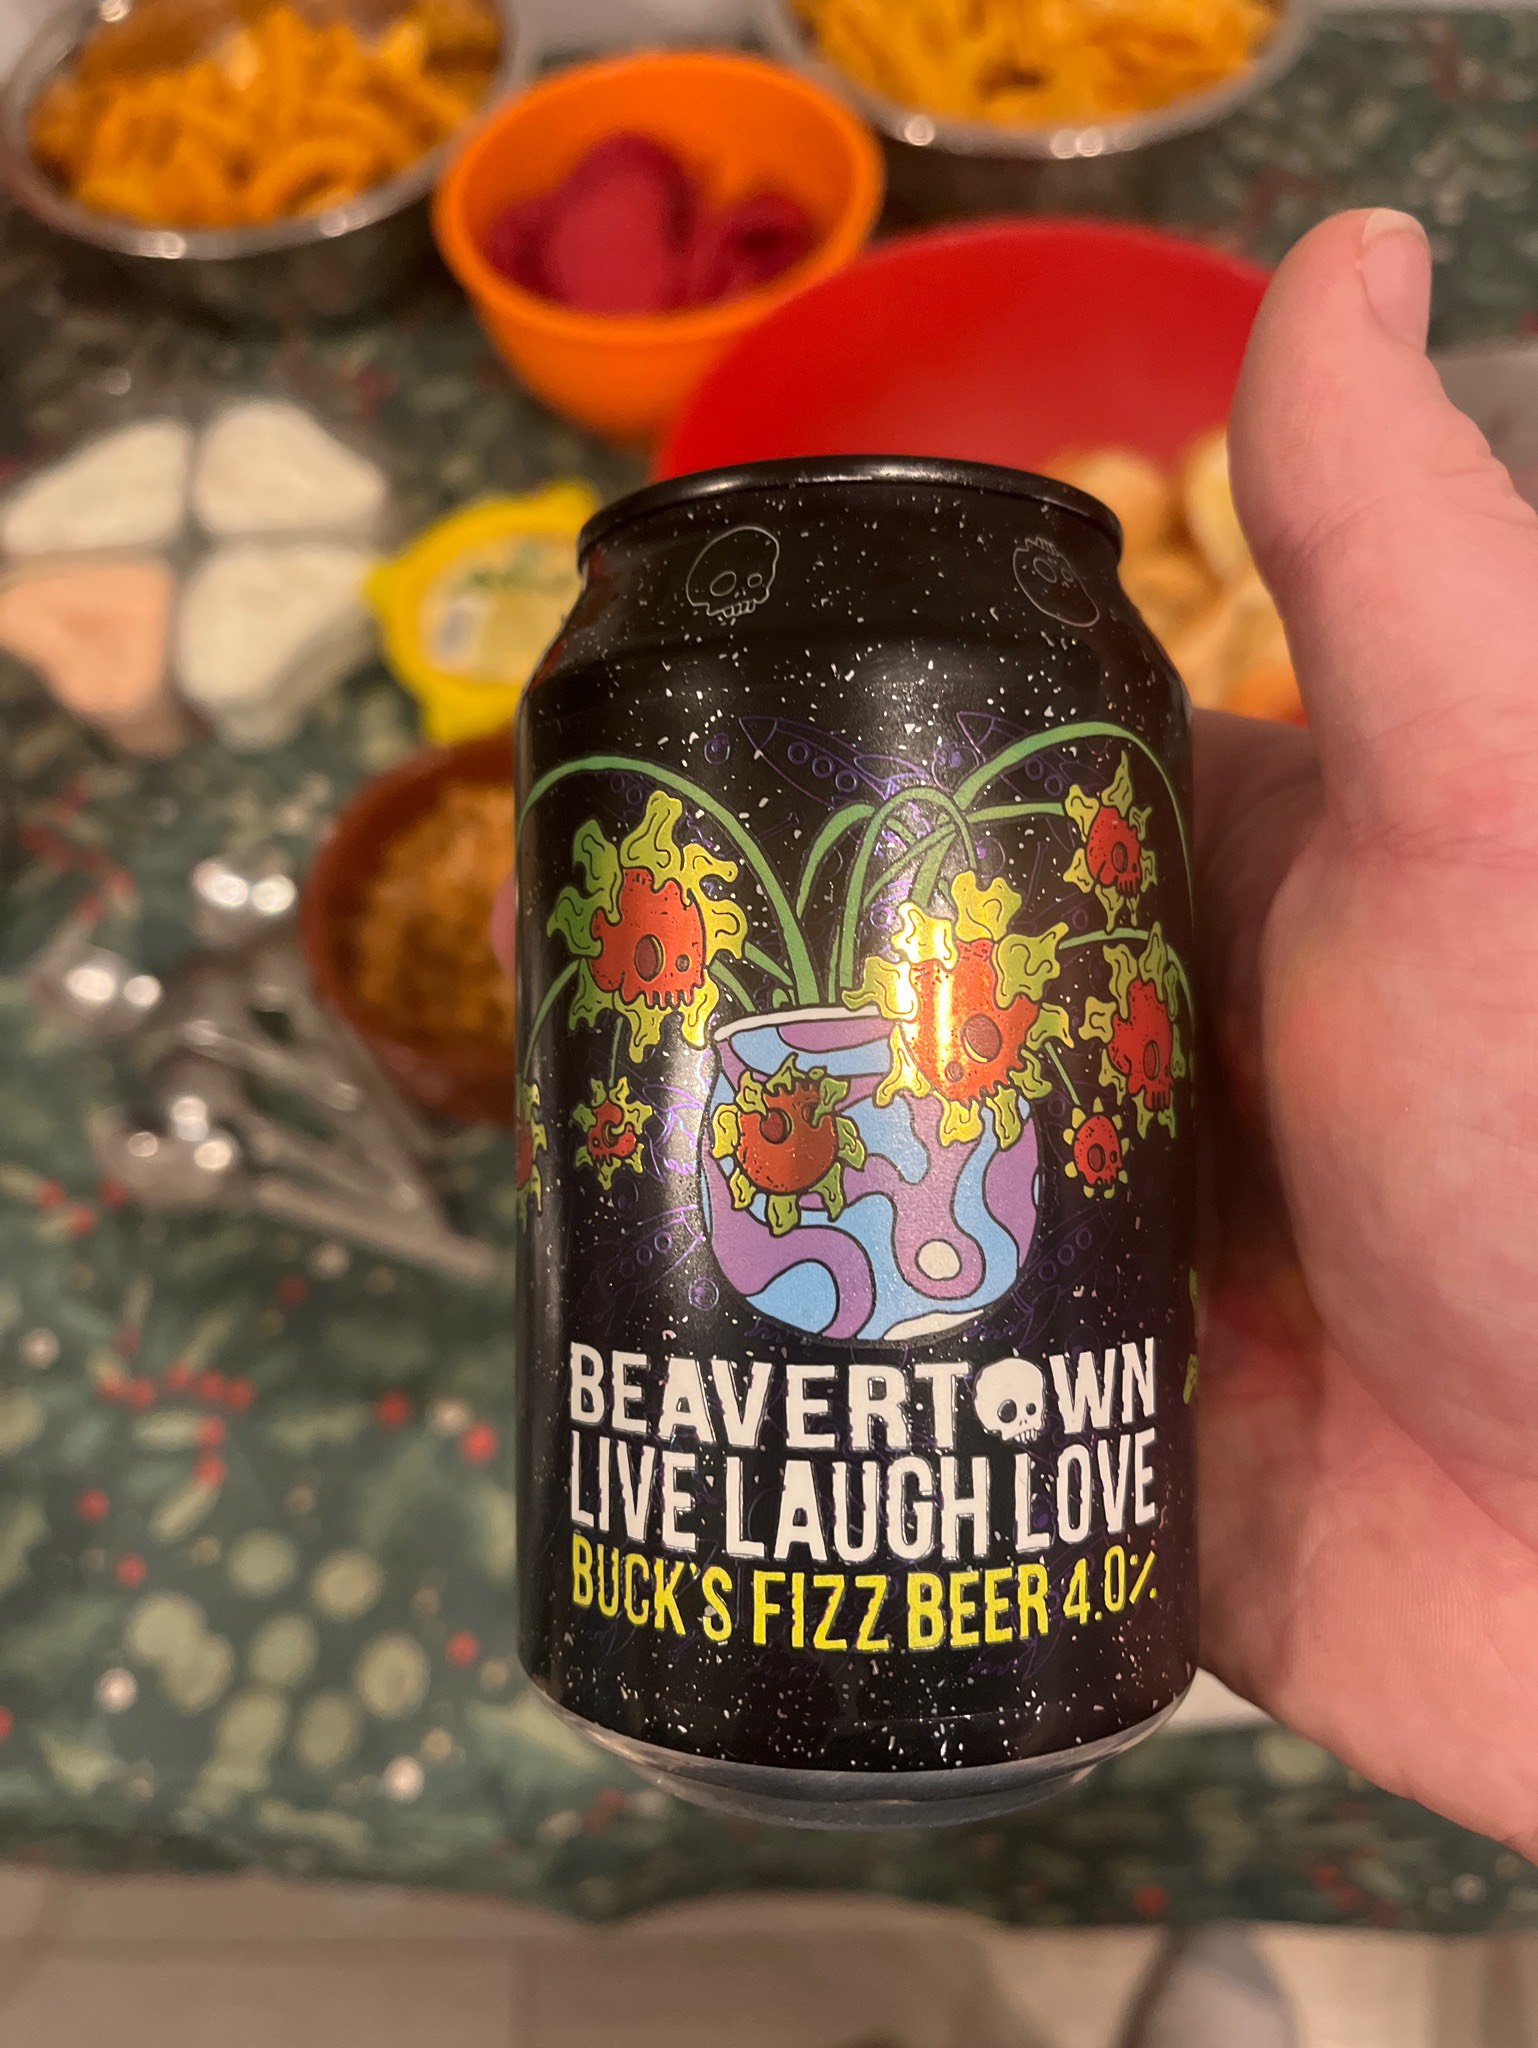 BEAVERTOWN
LIVE LAUGH LOVE
BUCK'S FIZZ BEER 4.0%